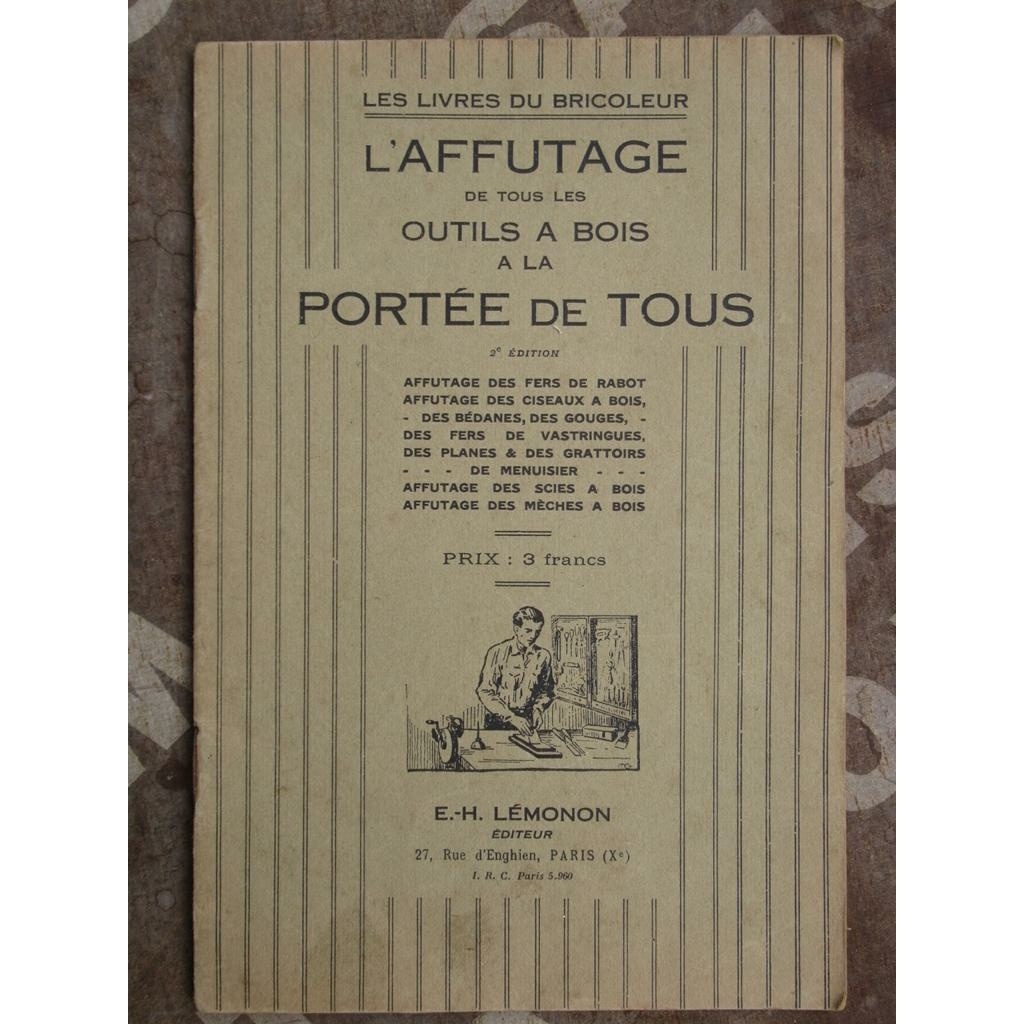 LES LIVRES DU BRICOLEUR
L'AFFUTAGE
DE TOUS LES
OUTILS A BOIS
A LA
PORTÉE DE TOUS
2e ÉDITION
AFFUTAGE DES FERS DE RABOT
AFFUTAGE DES CISEAUX A BOIS,
- DES BÉDANES, DES GOUGES, -
DES FERS DE VASTRINGUES,
DES PLANES & DES GRATTOIRS
- - - DE MENUISIER - - -
AFFUTAGE DES SCIES A BOIS
AFFUTAGE DES MÈCHES A BOIS
PRIX : 3 francs
E.-H. LÉMONON
ÉDITEUR
27, Rue d'Enghien, PARIS (Xe)
I. R. C. Paris 5.960